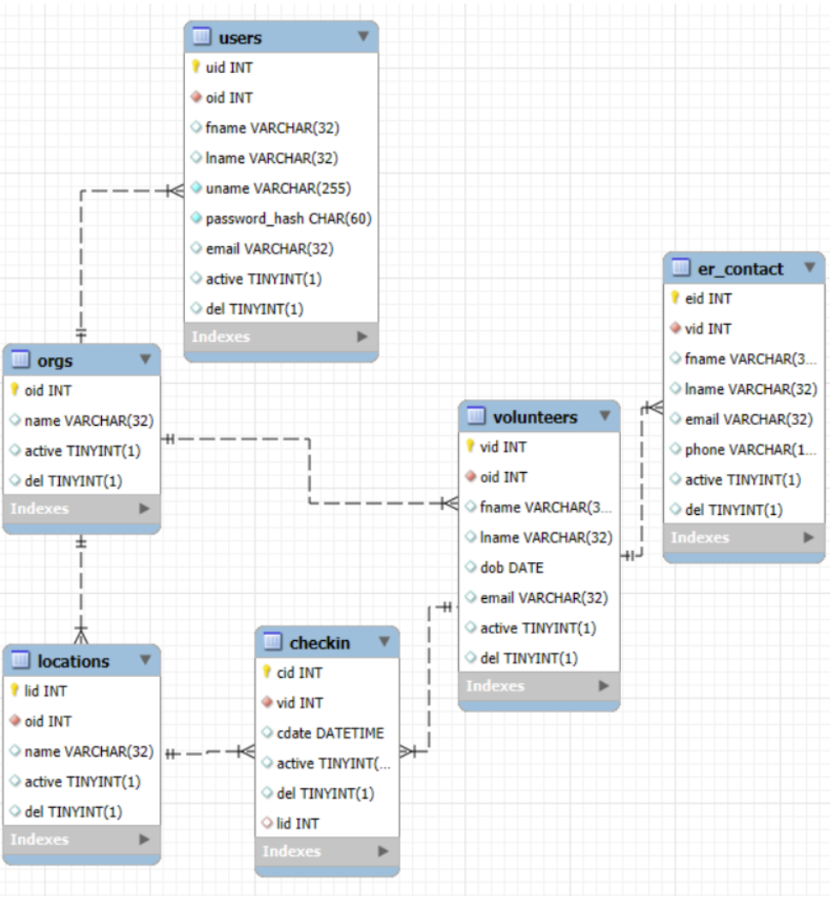 users
uid INT
oid INT
fname VARCHAR(32)
lname VARCHAR(32)
uname VARCHAR(255)
password_hash CHAR(60)
email VARCHAR(32)
active TINYINT(1)
del TINYINT(1)
Indexes
orgs
oid INT
name VARCHAR(32)
active TINYINT(1)
del TINYINT(1)
Indexes
locations
lid INT
oid INT
name VARCHAR(32)
active TINYINT(1)
del TINYINT(1)
Indexes
checkin
cid INT
vid INT
cdate DATETIME
active TINYINT(...
del TINYINT(1)
lid INT
Indexes
volunteers
vid INT
oid INT
fname VARCHAR(3...
lname VARCHAR(32)
dob DATE
email VARCHAR(32)
active TINYINT(1)
del TINYINT(1)
Indexes
er_contact
eid INT
vid INT
fname VARCHAR(3...
lname VARCHAR(32)
email VARCHAR(32)
phone VARCHAR(1...
active TINYINT(1)
del TINYINT(1)
Indexes